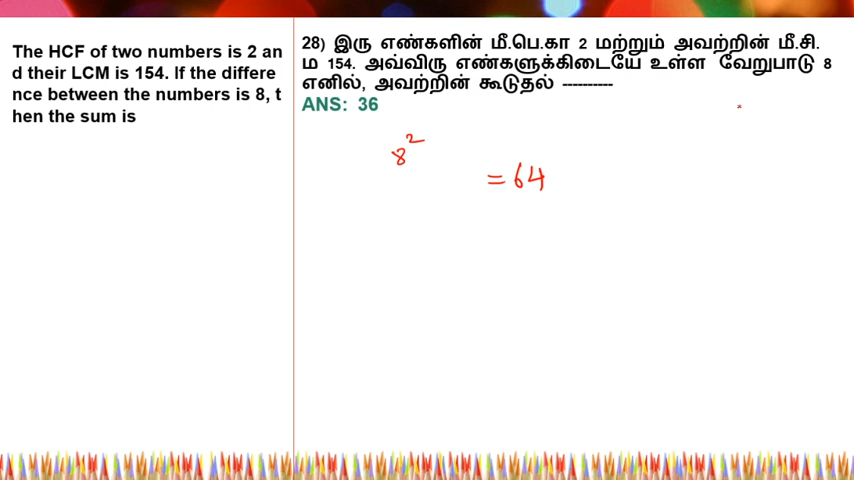 The HCF of two numbers is 2 an
d their LCM is 154. If the differe
nce between the numbers is 8, t
hen the sum is
28) இரு எண்களின் மீ.பெ.கா 2 மற்றும் அவற்றின் மீ.சி.
ம 154. அவ்விரு எண்களுக்கிடையே உள்ள வேறுபாடு 8
எனில், அவற்றின் கூடுதல் ----------
ANS: 36
8²
= 64